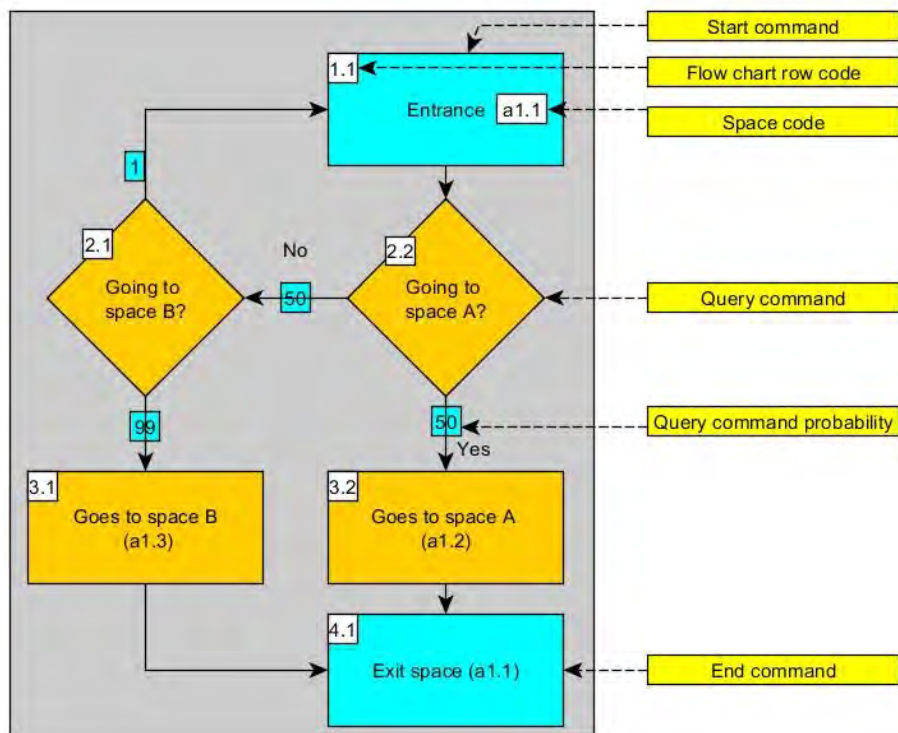 Start command
1.1
Flow chart row code
Entrance
a1.1
Space code
1
2.1
No
2.2
Going to
space B?
50
Going to
space A?
Query command
99
50
Query command probability
Yes
3.1
Goes to space B
(a1.3)
3.2
Goes to space A
(a1.2)
4.1
Exit space (a1.1)
End command